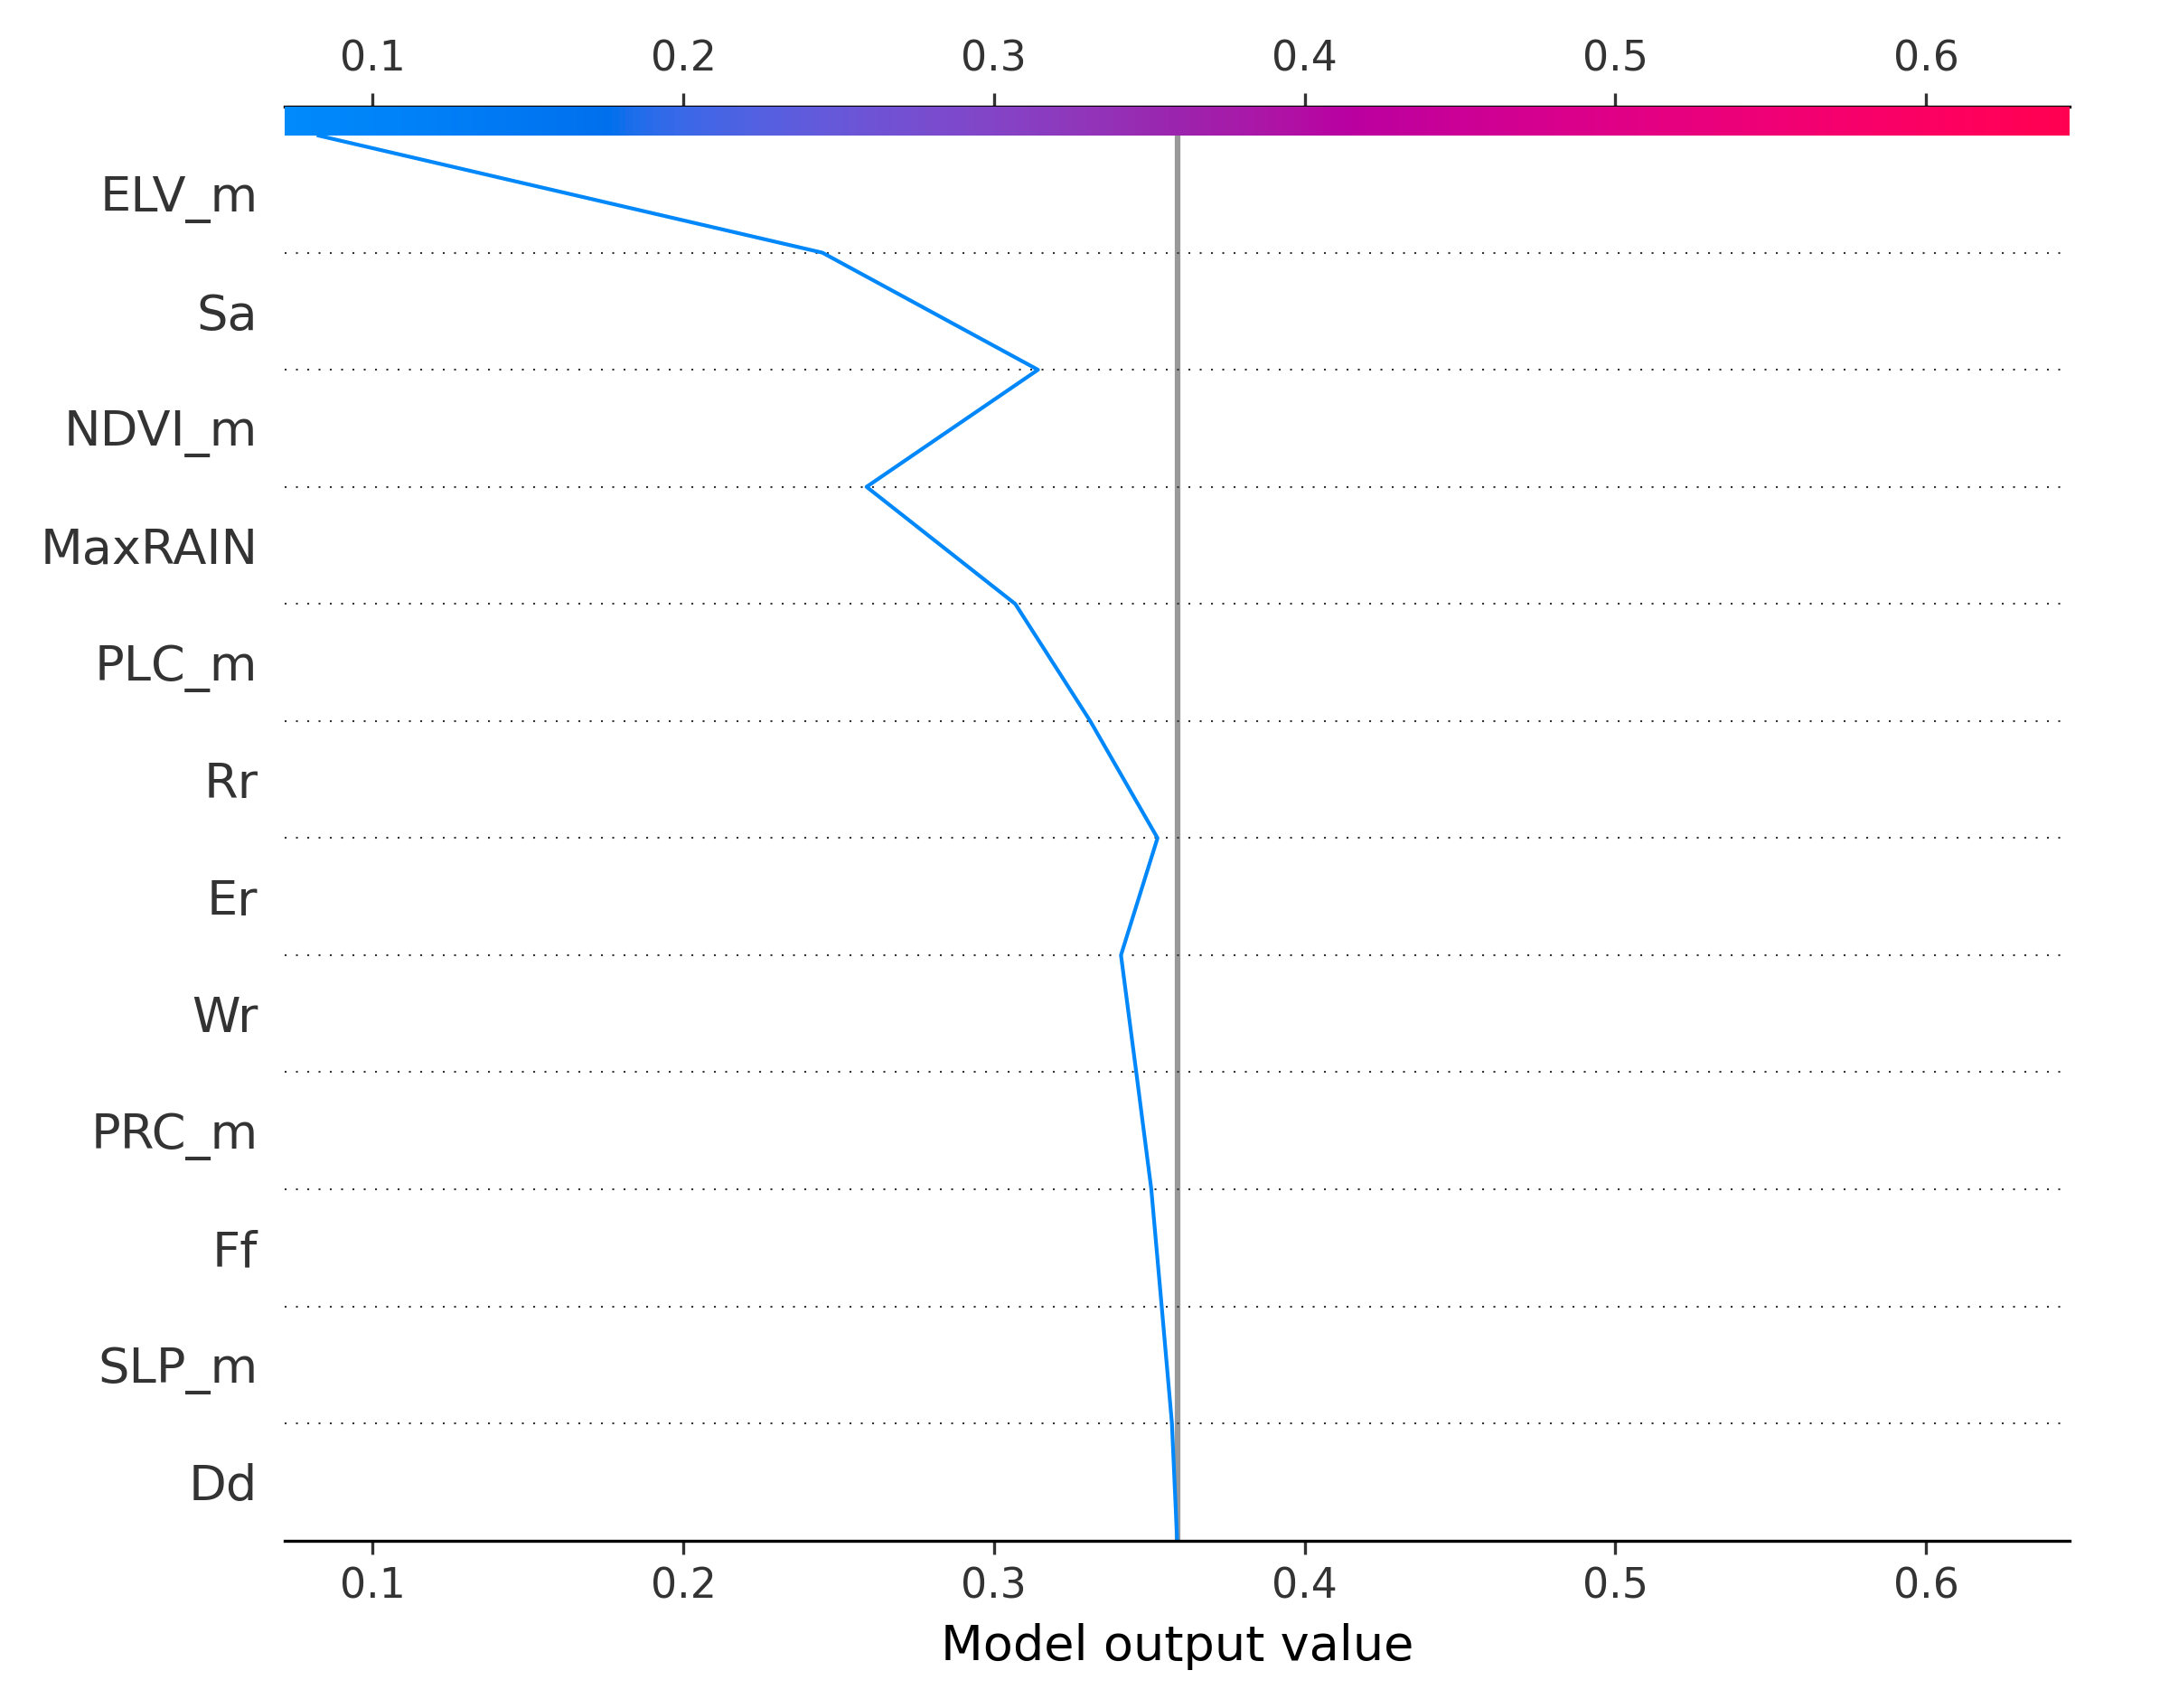 0.1 0.2 0.3 0.4 0.5 0.6
ELV_m
Sa
NDVI_m
MaxRAIN
PLC_m
Rr
Er
Wr
PRC_m
Ff
SLP_m
Dd
0.1 0.2 0.3 0.4 0.5 0.6
Model output value